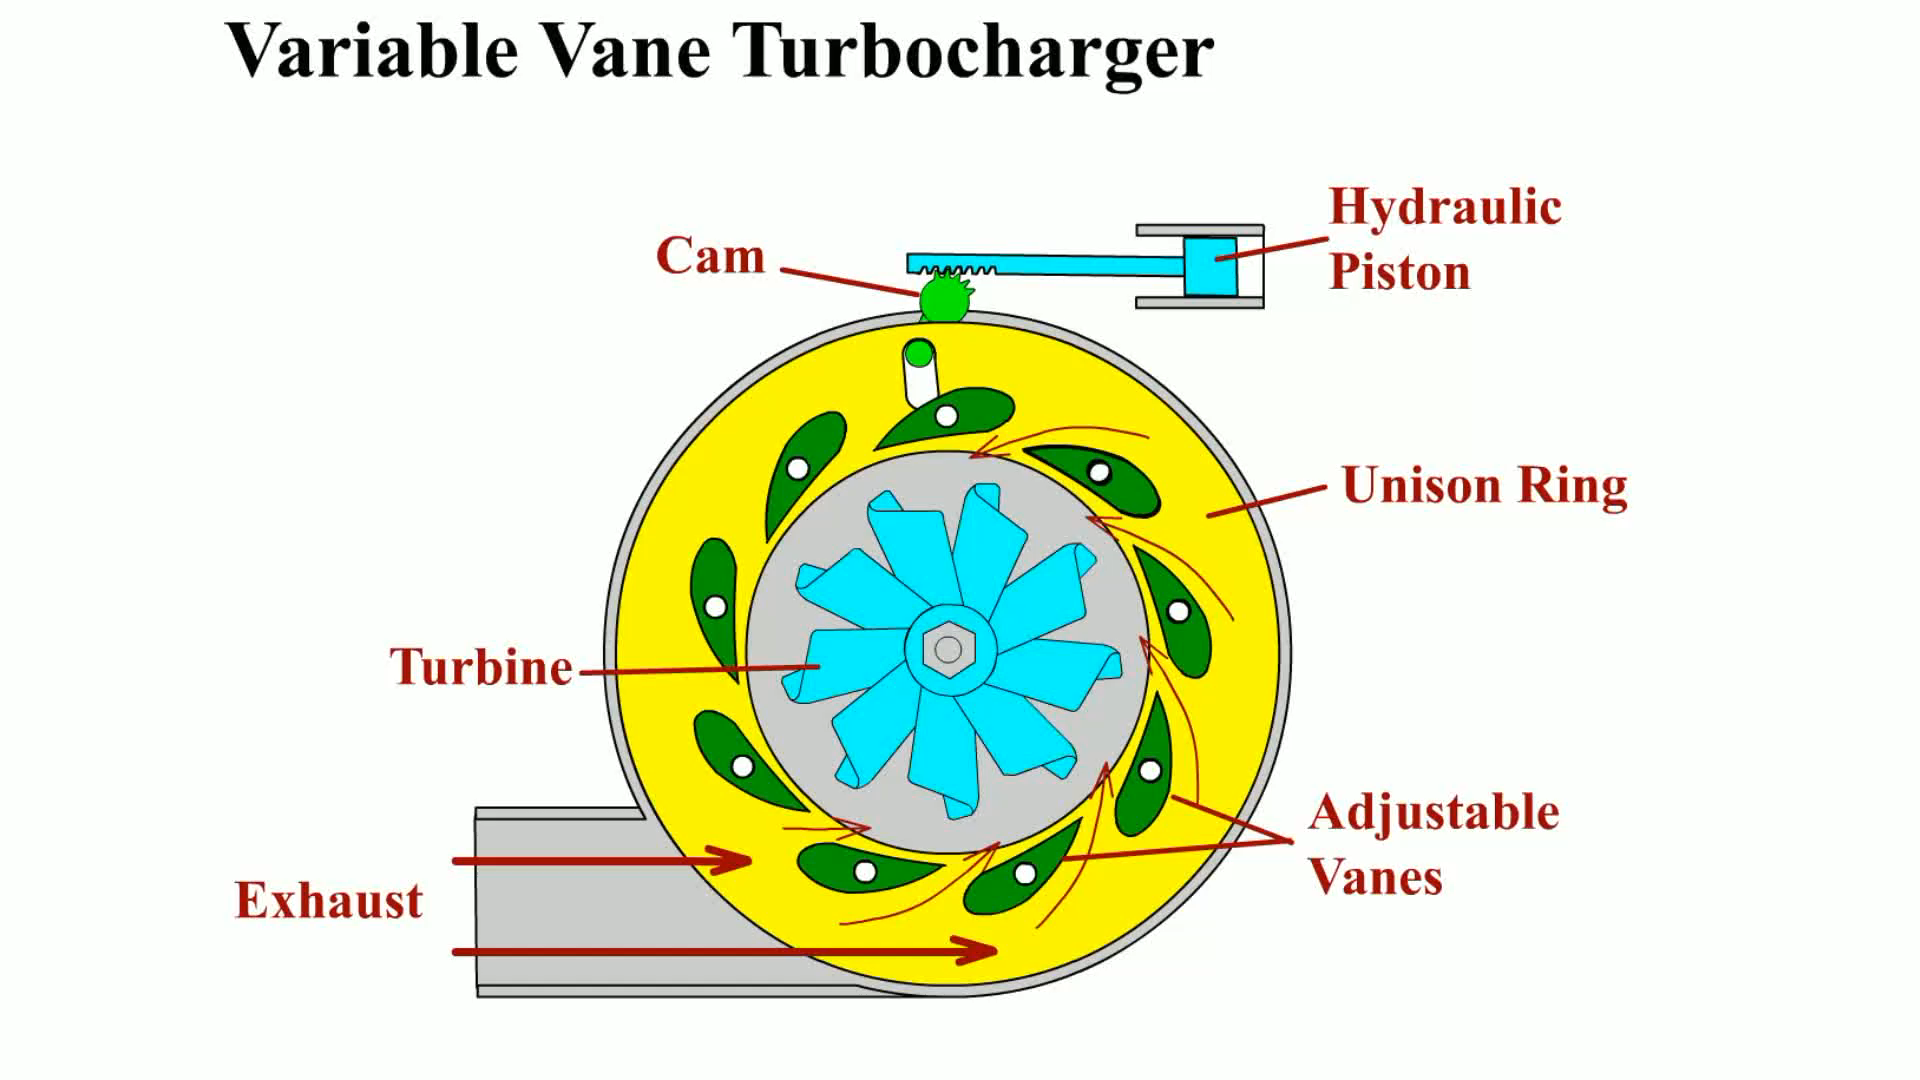 Variable Vane Turbocharger
Hydraulic
Piston
Cam
Unison Ring
Turbine
Adjustable
Vanes
Exhaust